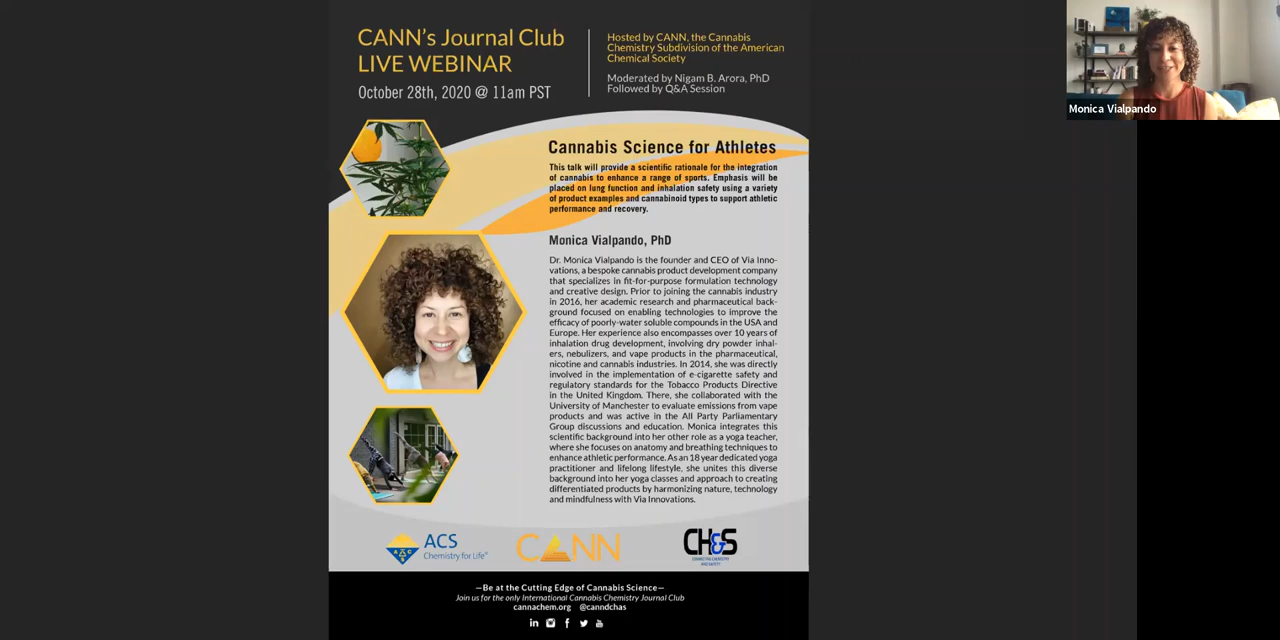 CANN's Journal Club
LIVE WEBINAR
October 28th, 2020 @ 11am PST
Hosted by CANN, the Cannabis
Chemistry Subdivision of the American
Chemical Society
Moderated by Nigam B. Arora, PhD
Followed by Q&A Session
Monica Vialpando
Cannabis Science for Athletes
This talk will provide a scientific rationale for the integration
of cannabis to enhance a range of sports. Emphasis will be
placed on lung function and inhalation safety using a variety
of product examples and cannabinoid types to support athletic
performance and recovery.
Monica Vialpando, PhD
Dr. Monica Vialpando is the founder and CEO of Via Inno-
vations, a bespoke cannabis product development company
that specializes in fit-for-purpose formulation technology
and creative design. Prior to joining the cannabis industry
in 2016, her academic research and pharmaceutical back-
ground focused on enabling technologies to improve the
efficacy of poorly-water soluble compounds in the USA and
Europe. Her experience also encompasses over 10 years of
inhalation drug development, involving dry powder inhal-
ers, nebulizers, and vape products in the pharmaceutical,
nicotine and cannabis industries. In 2014, she was directly
involved in the implementation of e-cigarette safety and
regulatory standards for the Tobacco Products Directive
in the United Kingdom. There, she collaborated with the
University of Manchester to evaluate emissions from vape
products and was active in the All Party Parliamentary
Group discussions and education. Monica integrates this
scientific background into her other role as a yoga teacher,
where she focuses on anatomy and breathing techniques to
enhance athletic performance. As an 18 year dedicated yoga
practitioner and lifelong lifestyle, she unites this diverse
background into her yoga classes and approach to creating
differentiated products by harmonizing nature, technology
and mindfulness with Via Innovations.
ACS
Chemistry for Life®
CANN
CH&S
CONNECTING CHEMISTRY
AND SAFETY
—Be at the Cutting Edge of Cannabis Science—
Join us for the only International Cannabis Chemistry Journal Club
cannachem.org @canndchas